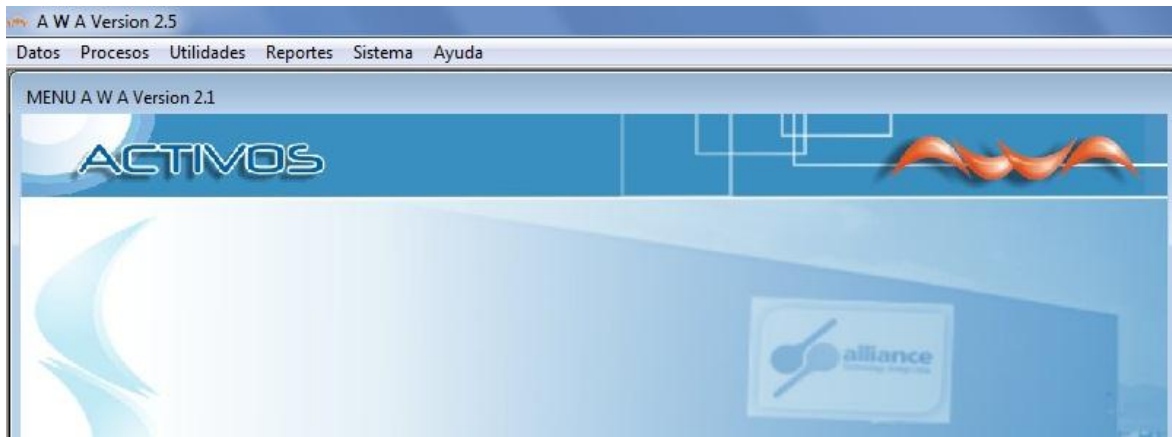 A W A Version 2.5
Datos Procesos Utilidades Reportes Sistema Ayuda
MENU A W A Version 2.1
ACTIVOS
alliance